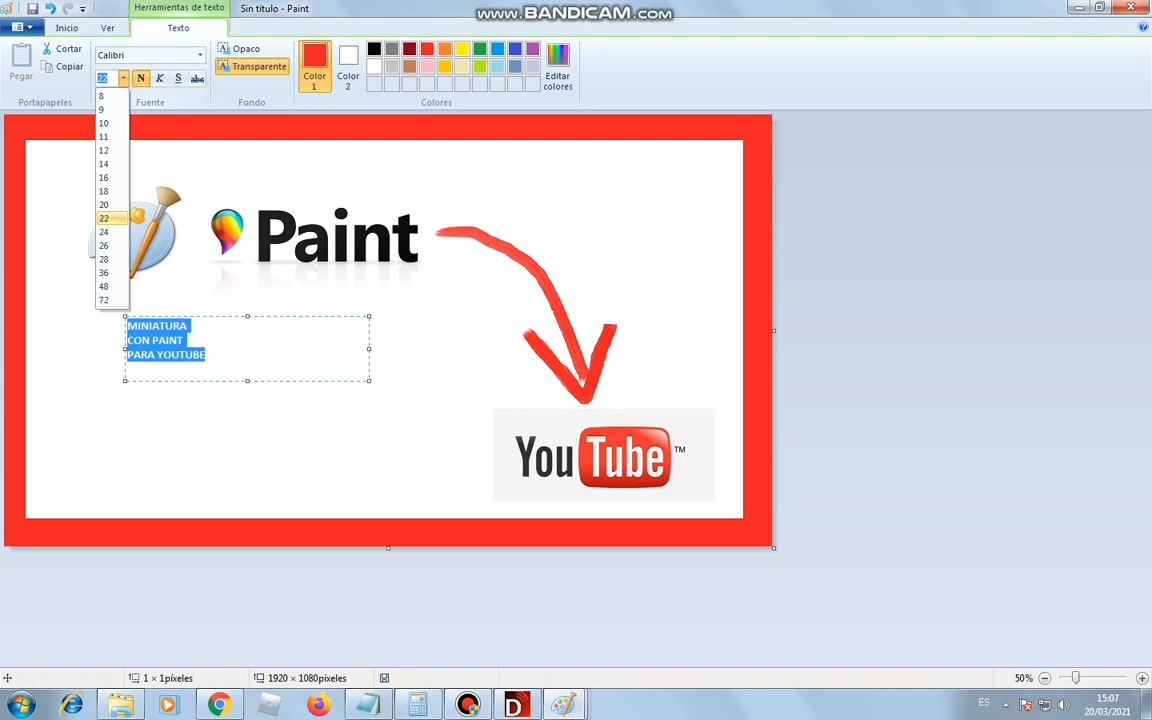 Herramientas de texto
Sin título - Paint
www.BANDICAM.com
Inicio
Ver
Texto
Pegar
Cortar
Copiar
Portapapeles
Calibri
22
N
K
S
abc
Fuente
Opaco
Transparente
Fondo
Color
1
Color
2
Editar
colores
Colores
8
9
10
11
12
14
16
18
20
22
24
26
28
36
48
72
Paint
MINIATURA
CON PAINT
PARA YOUTUBE
YouTube™
1 × 1píxeles
1920 × 1080píxeles
50%
ES
15:07
20/03/2021